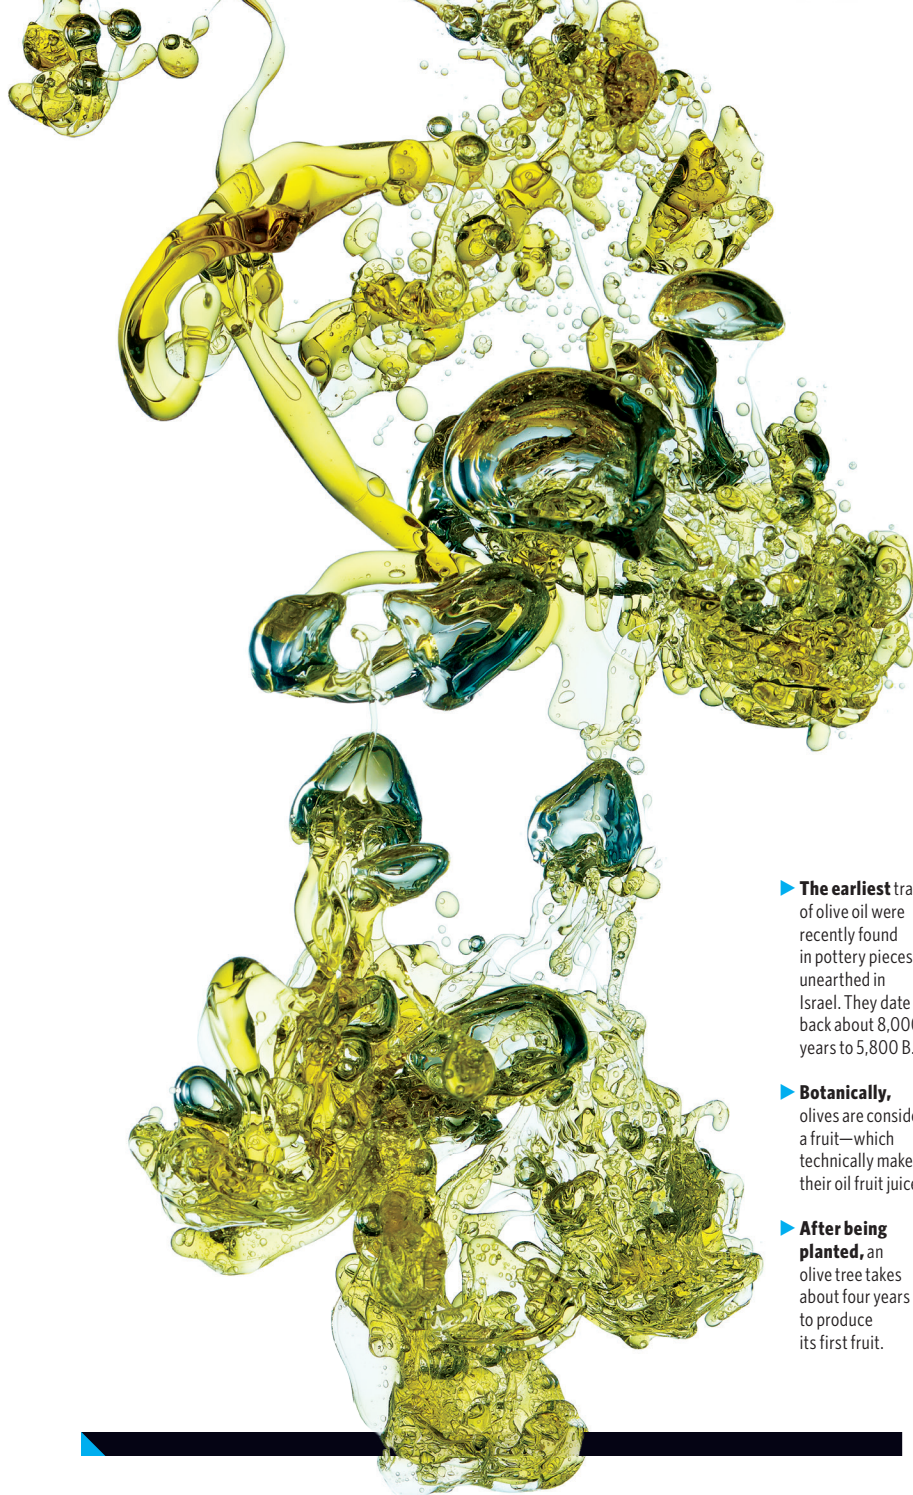 The earliest
of olive oil were
recently found
in pottery pieces
unearthed in
Israel. They date
back about
years to 5,800
Botanically,
olives are
a fruit—which
technically
their oil fruit
After being
planted, an
olive tree takes
about four years
to produce
its first fruit.